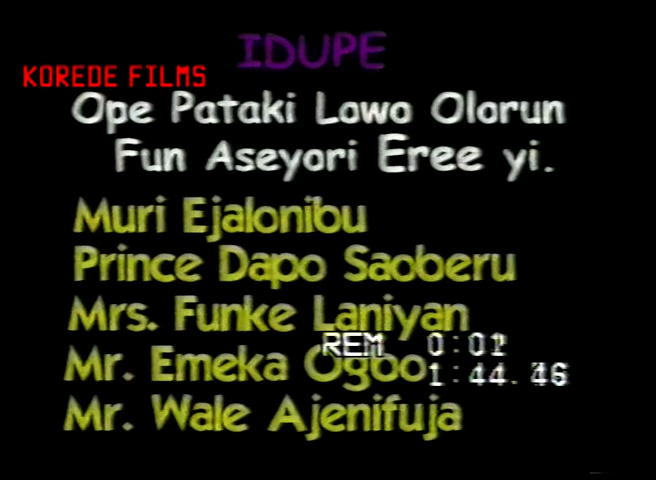 IDUPE
KOREDE FILMS
Ope Pataki Lowo Olorun
Fun Aseyori Eree yi.
Muri Ejalonibu
Prince Dapo Saoberu
Mrs. Funke Laniyan
REM 0:01
Mr. Emeka Ogbo
1:44.46
Mr. Wale Ajenifuja